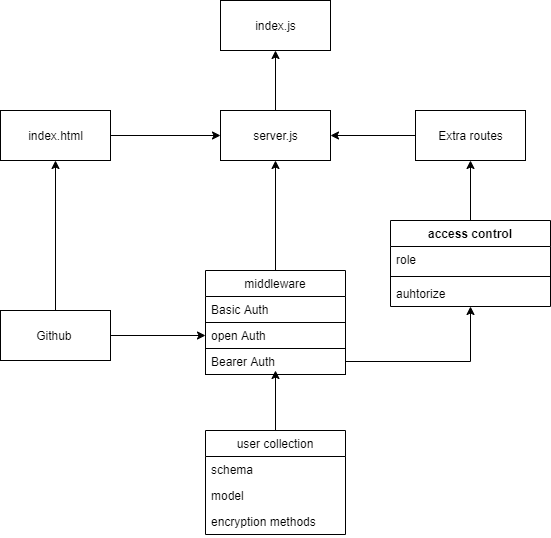 index.js
index.html
server.js
Extra routes
access control
role
auhtorize
middleware
Basic Auth
open Auth
Bearer Auth
Github
user collection
schema
model
encryption methods